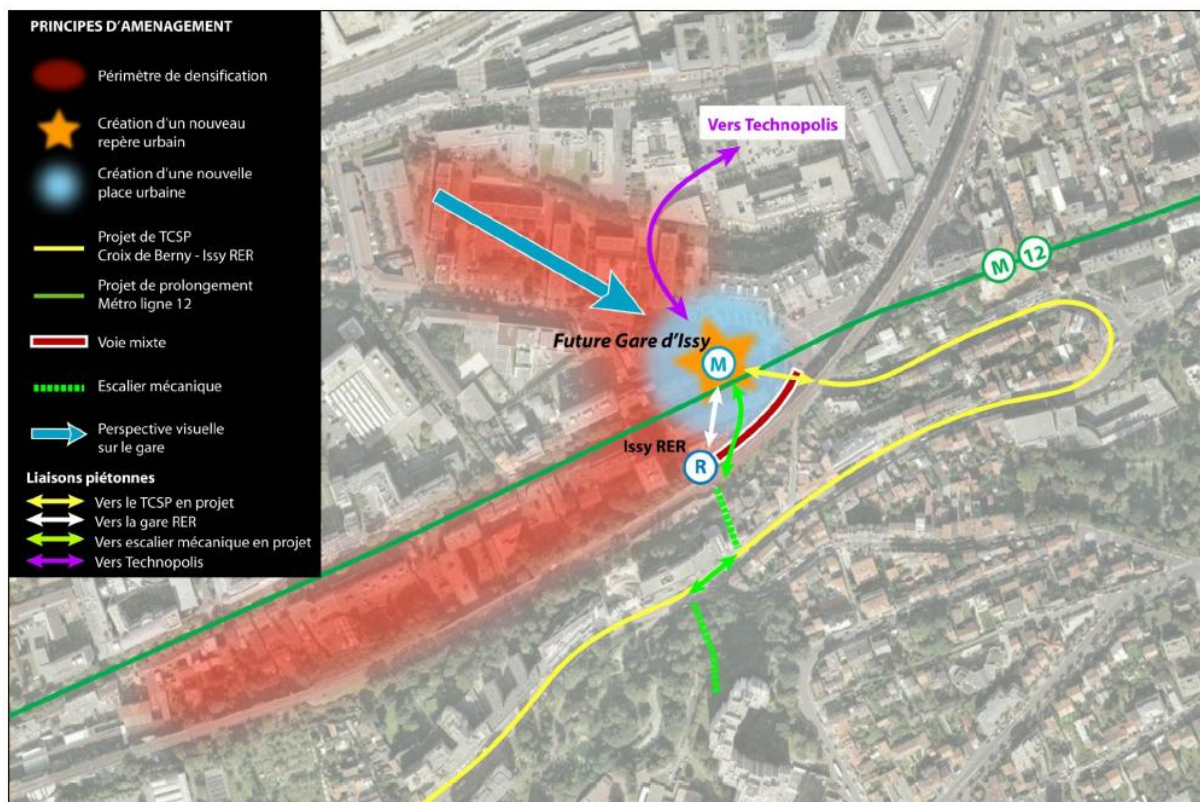 PRINCIPES D'AMENAGEMENT
Périmètre de densification
Création d'un nouveau
repère urbain
Création d'une nouvelle
place urbaine
Projet de TCSP
Croix de Berny - Issy RER
Projet de prolongement
Métro ligne 12
Voie mixte
Escalier mécanique
Perspective visuelle
sur le gare
Liaisons piétonnes
Vers le TCSP en projet
Vers la gare RER
Vers escalier mécanique en projet
Vers Technopolis
Vers Technopolis
M 12
Future Gare d'Issy
M
Issy RER
R